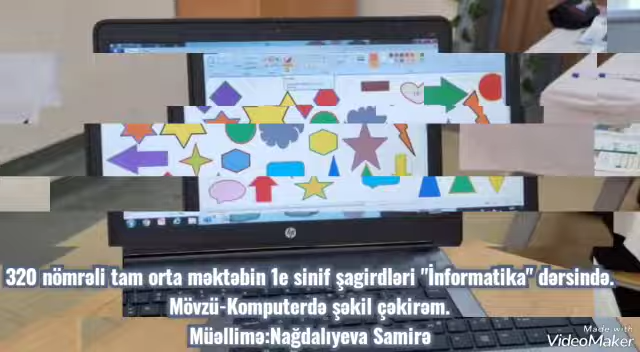 hp
320 nömrəli tam orta məktəbin 1e sinif şagirdləri "İnformatika" dərsində.
Mövzü-Komputerdə şəkil çəkirəm.
Müəllimə:Nağdalıyeva Samirə
Made with
VideoMaker